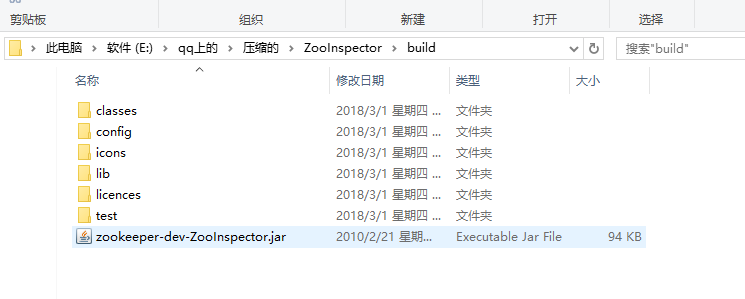 剪贴板 组织 新建 打开 选择
此电脑 软件 (E:) qq上的 压缩的 ZooInspector build 搜索"build"
名称 修改日期 类型 大小
classes 2018/3/1 星期四 ... 文件夹
config 2018/3/1 星期四 ... 文件夹
icons 2018/3/1 星期四 ... 文件夹
lib 2018/3/1 星期四 ... 文件夹
licences 2018/3/1 星期四 ... 文件夹
test 2018/3/1 星期四 ... 文件夹
zookeeper-dev-ZooInspector.jar 2010/2/21 星期... Executable Jar File 94 KB